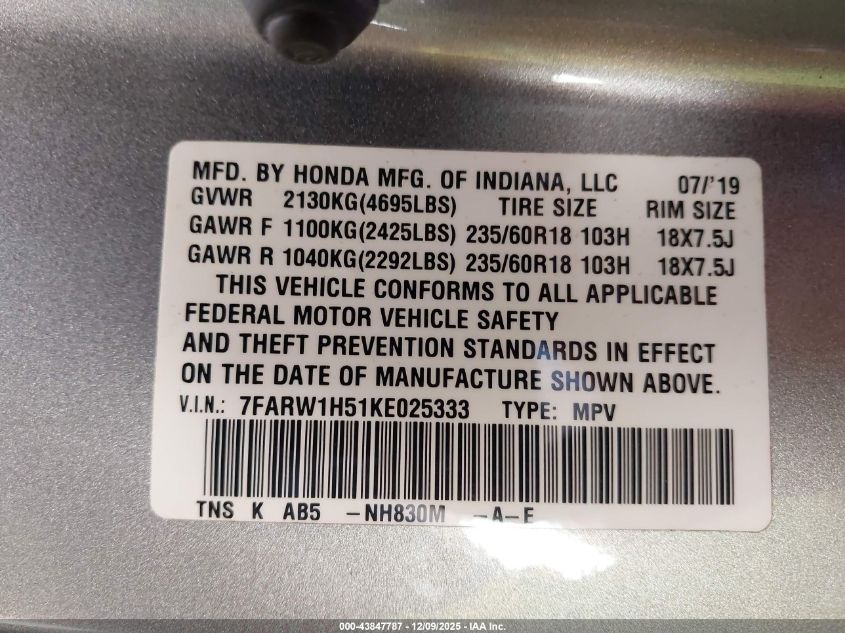 MFD. BY HONDA MFG. OF INDIANA, LLC 07/'19
GVWR 2130KG(4695LBS) TIRE SIZE RIM SIZE
GAWR F 1100KG(2425LBS) 235/60R18 103H 18X7.5J
GAWR R 1040KG(2292LBS) 235/60R18 103H 18X7.5J
THIS VEHICLE CONFORMS TO ALL APPLICABLE
FEDERAL MOTOR VEHICLE SAFETY
AND THEFT PREVENTION STANDARDS IN EFFECT
ON THE DATE OF MANUFACTURE SHOWN ABOVE.
V.I.N.: 7FARW1H51KE025333 TYPE: MPV
TNS K AB5 -NH830M -A-E
000-43847787 - 12/09/2025 - IAA Inc.